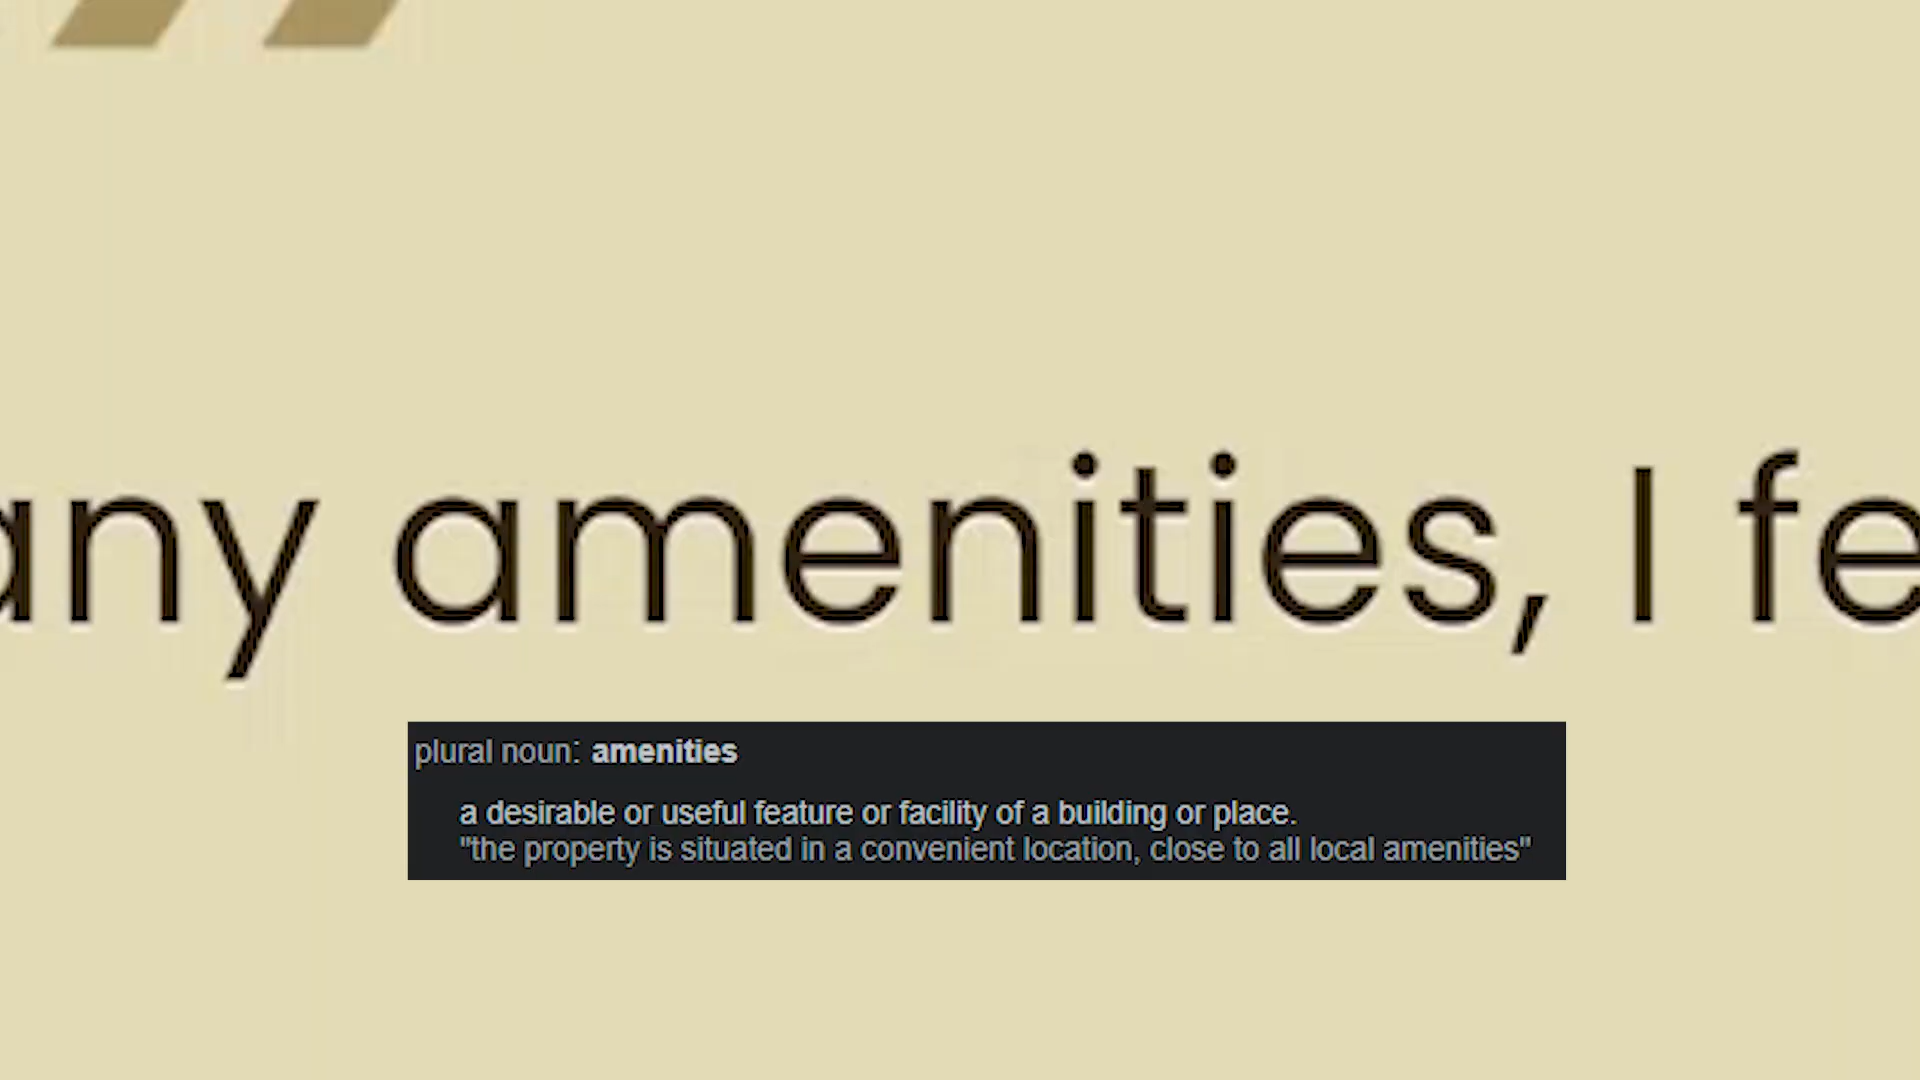 any amenities, I fe
plural noun: amenities
a desirable or useful feature or facility of a building or place.
"the property is situated in a convenient location, close to all local amenities"